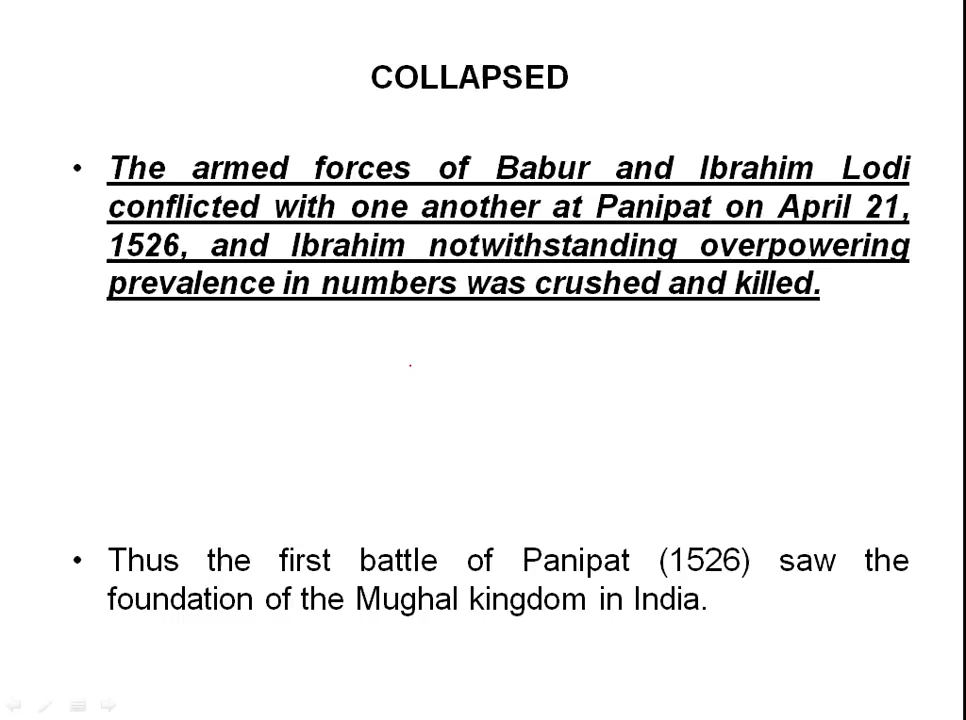 COLLAPSED
• The armed forces of Babur and Ibrahim Lodi
conflicted with one another at Panipat on April 21,
1526, and Ibrahim notwithstanding overpowering
prevalence in numbers was crushed and killed.
• Thus the first battle of Panipat (1526) saw the
foundation of the Mughal kingdom in India.